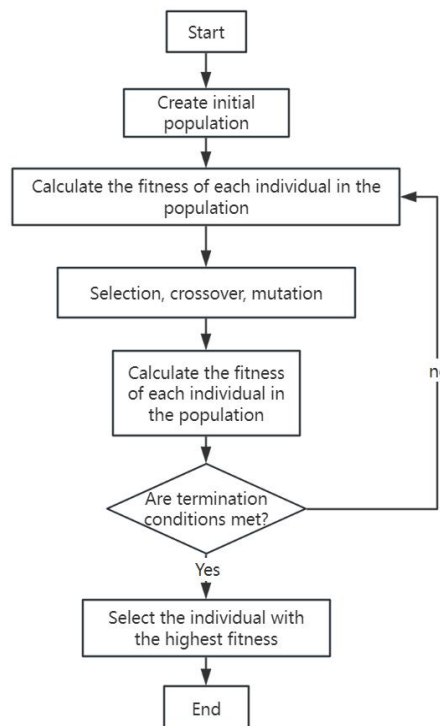 Start
Create initial
population
Calculate the fitness of each individual in the
population
Selection, crossover, mutation
Calculate the fitness
of each individual in
the population
Are termination
conditions met?
Yes
Select the individual with
the highest fitness
End